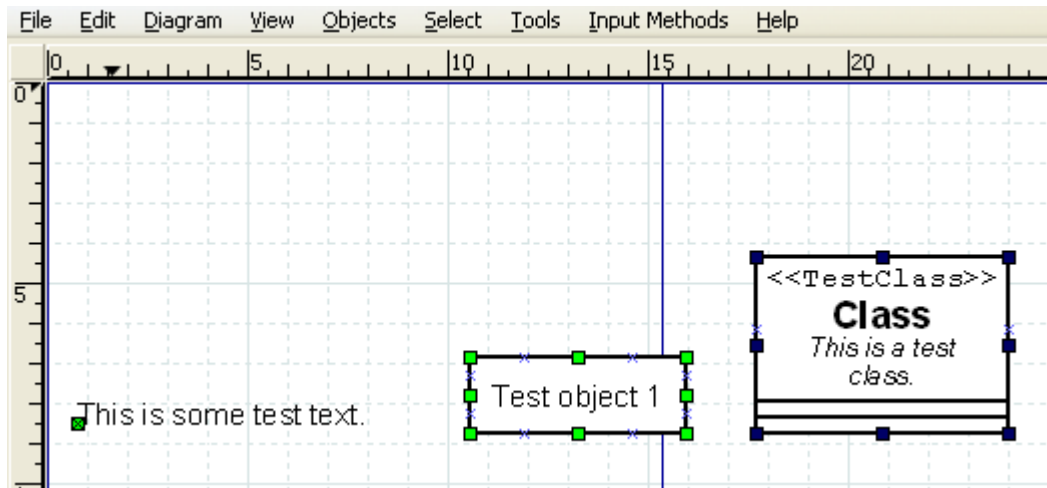 File Edit Diagram View Objects Select Tools Input Methods Help
0 5 10 15 20
0
5
<<TestClass>>
Class
This is a test
class.
Test object 1
This is some test text.